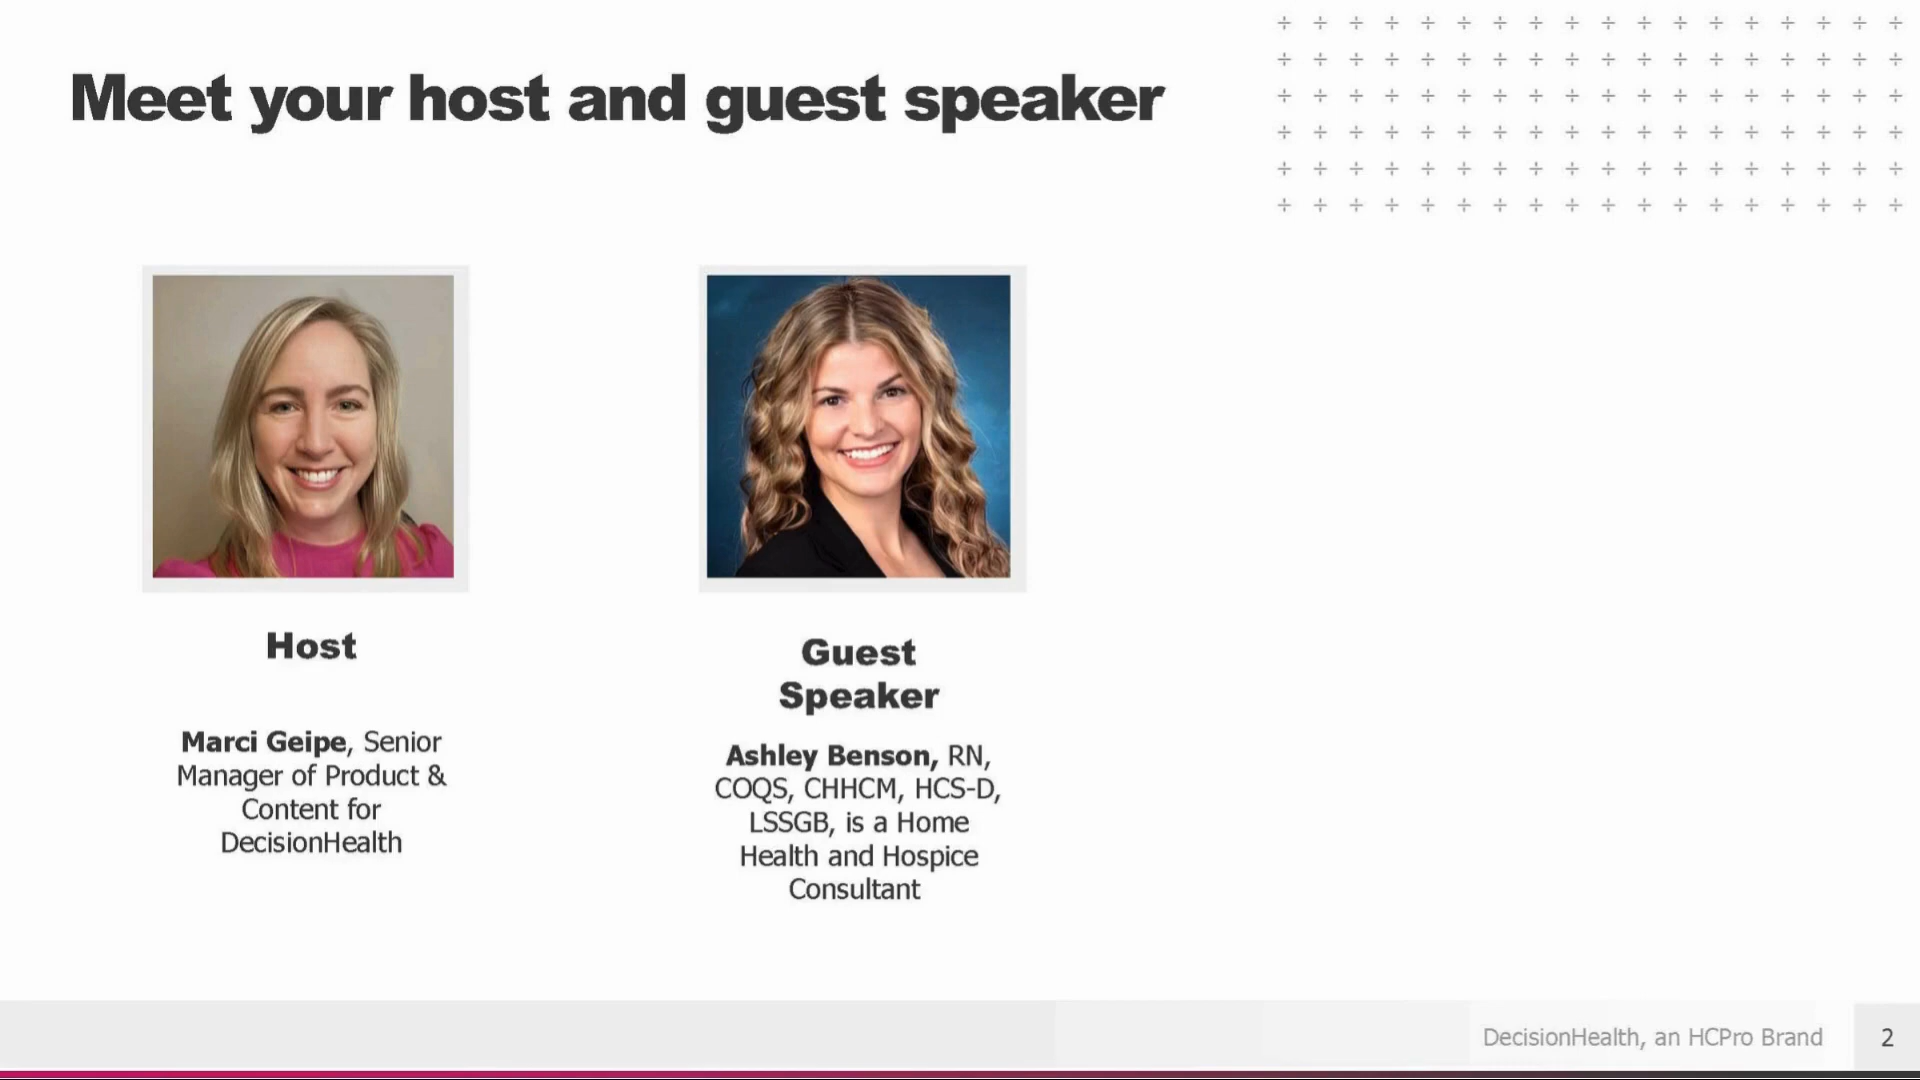 Meet your host and guest speaker
Host
Marci Geipe, Senior
Manager of Product &
Content for
DecisionHealth
Guest
Speaker
Ashley Benson, RN,
COQS, CHHCM, HCS-D,
LSSGB, is a Home
Health and Hospice
Consultant
DecisionHealth, an HCPro Brand
2